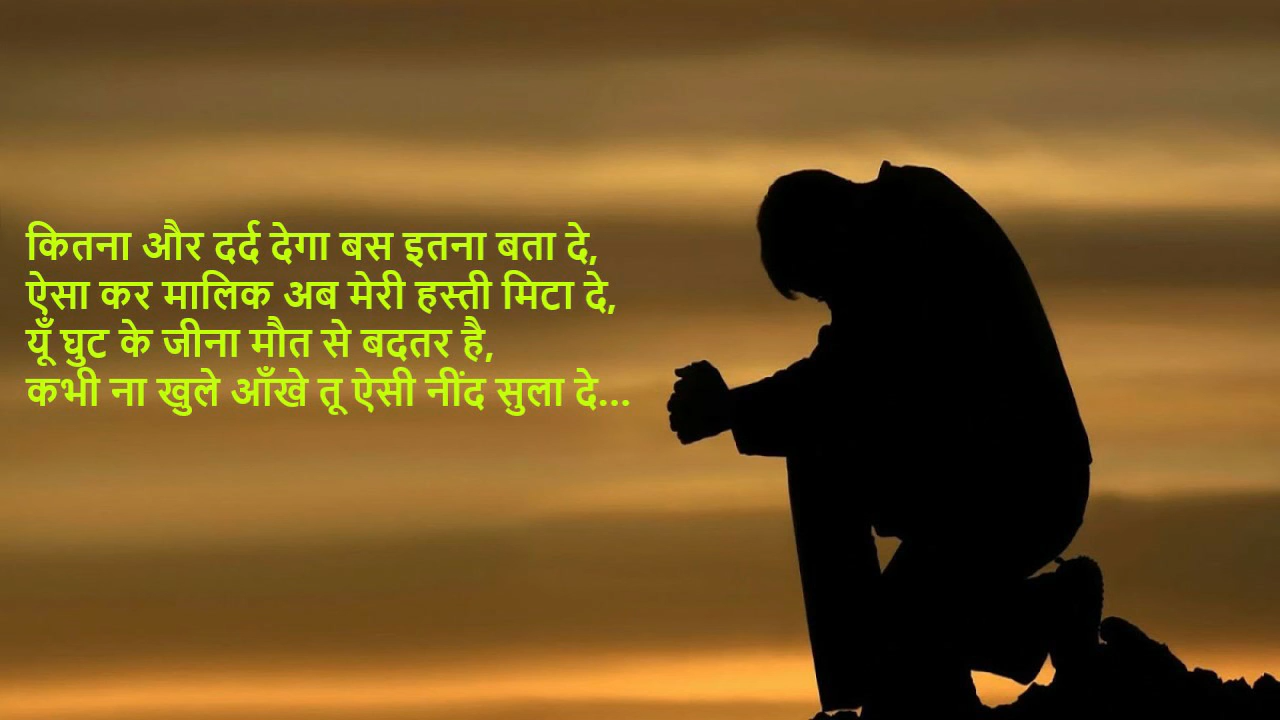 कितना और दर्द देगा बस इतना बता दे,
ऐसा कर मालिक अब मेरी हस्ती मिटा दे,
यूँ घुट के जीना मौत से बदतर है,
कभी ना खुले आँखे तू ऐसी नींद सुला दे...